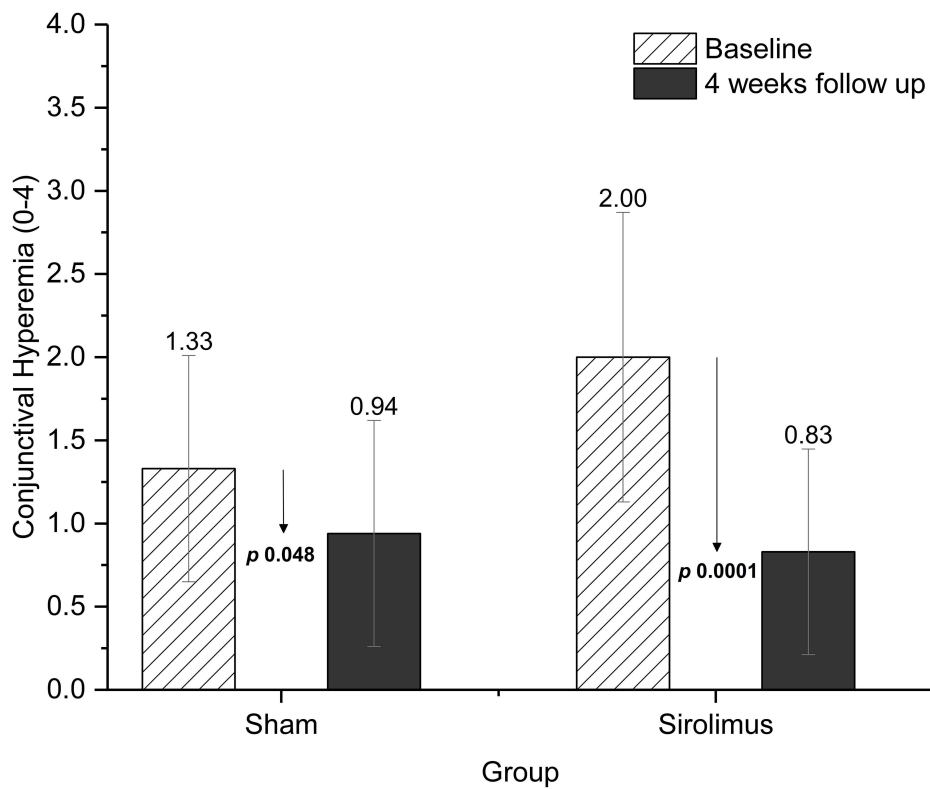 Baseline
4 weeks follow up
Conjunctival Hyperemia (0-4)
4.0
3.5
3.0
2.5
2.0
1.5
1.0
0.5
0.0
1.33
0.94
2.00
0.83
p 0.048
p 0.0001
Sham
Sirolimus
Group